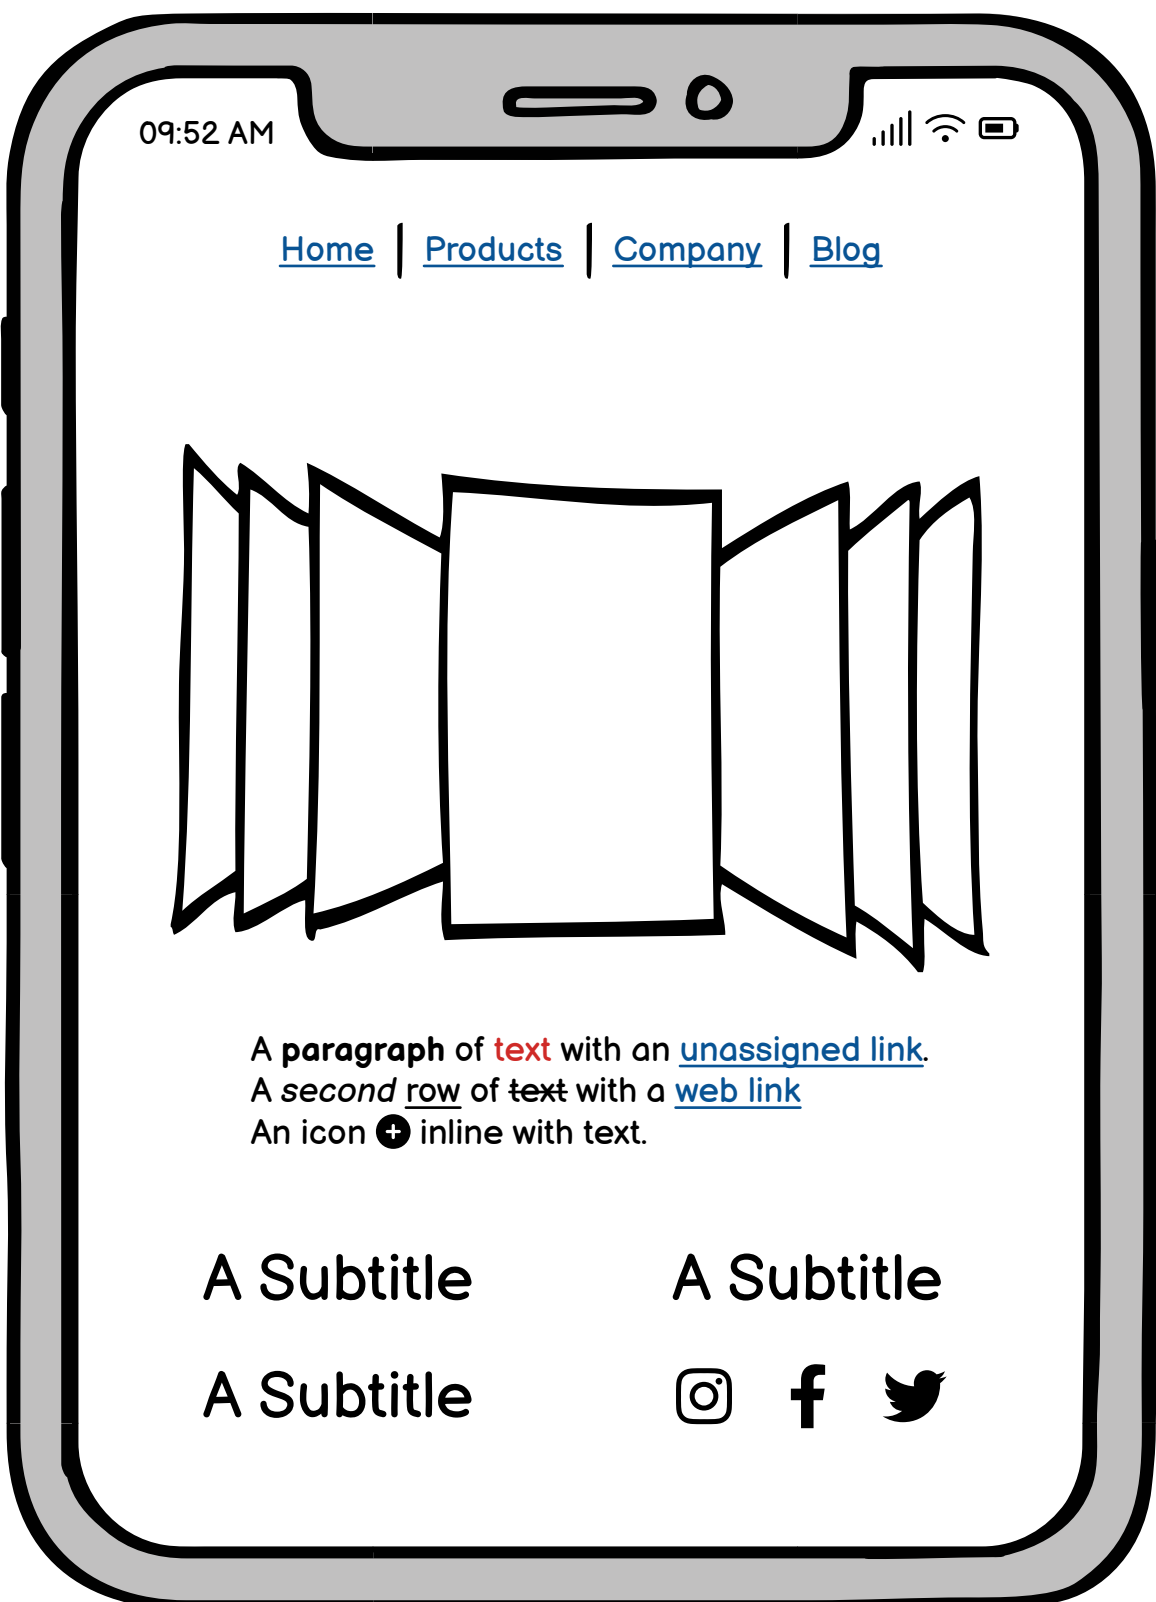 09:52 AM
Home | Products | Company | Blog
A paragraph of text with an unassigned link.
A second row of text with a web link
An icon inline with text.
A Subtitle
A Subtitle
A Subtitle